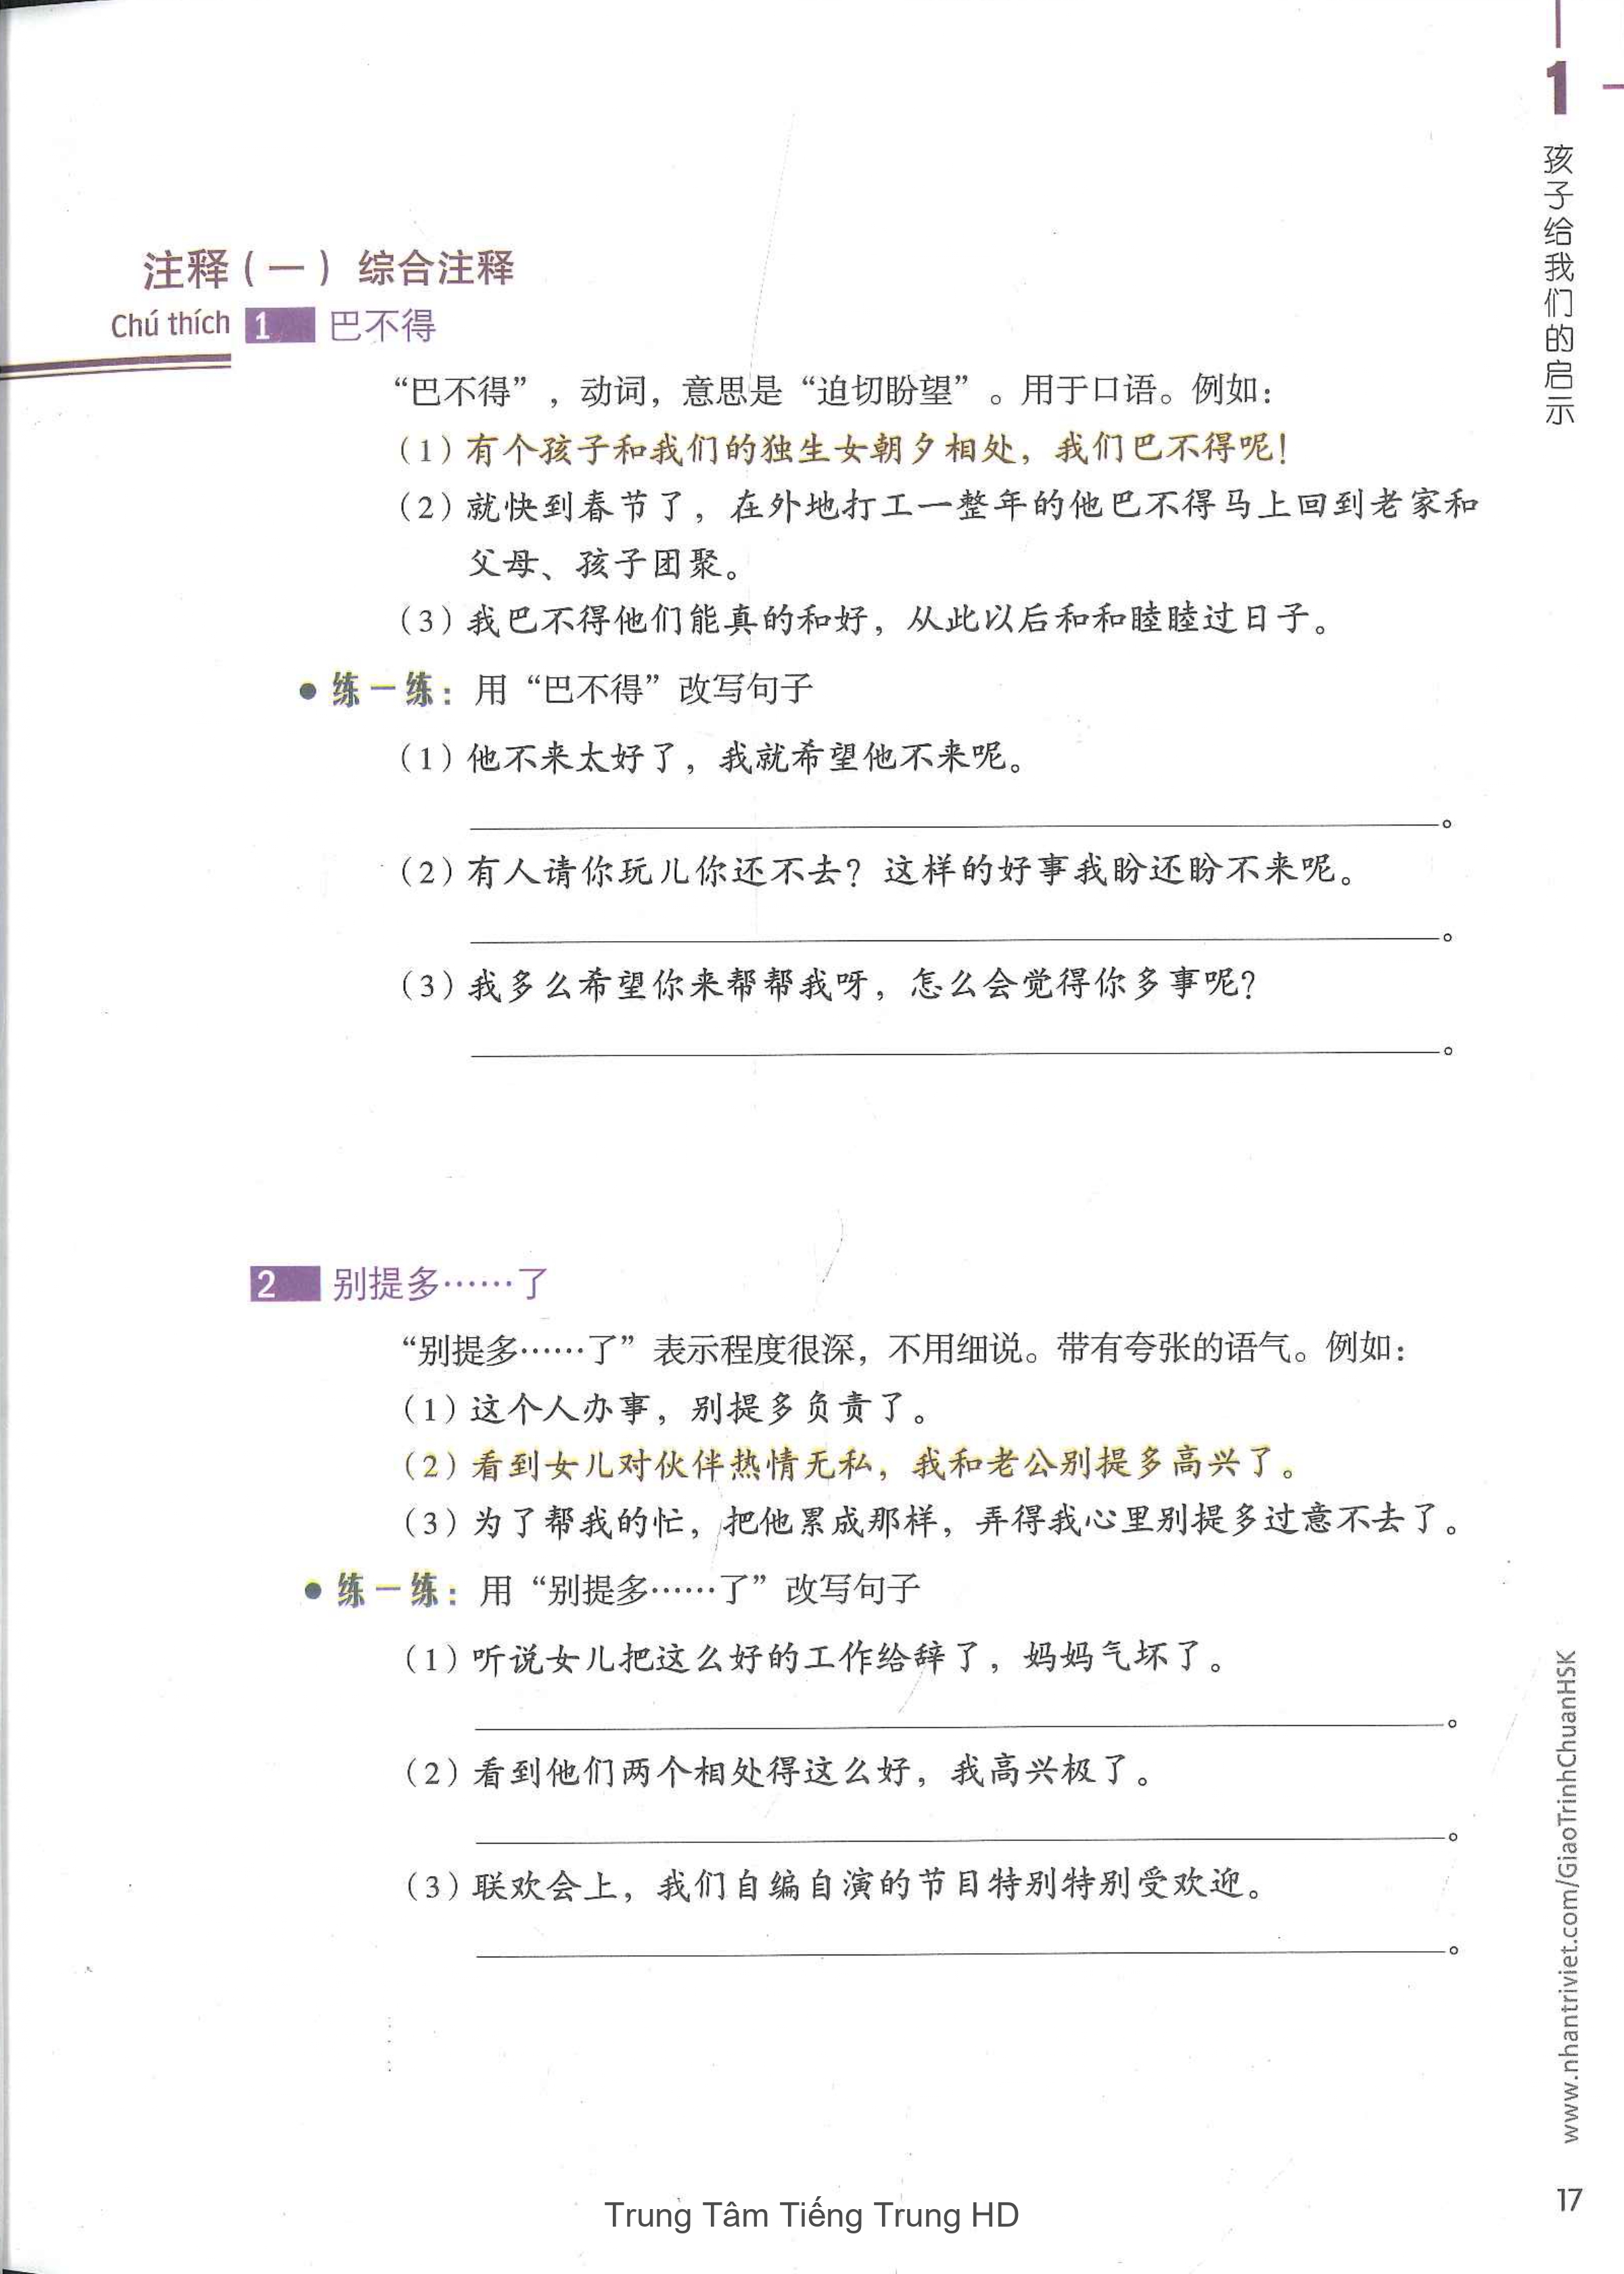 1
孩子给我们的启示
注释(一) 综合注释
Chú thích 1 巴不得
“巴不得”，动词，意思是“迫切盼望”。用于口语。例如：
(1) 有个孩子和我们的独生女朝夕相处，我们巴不得呢！
(2) 就快到春节了，在外地打工一整年的他巴不得马上回到老家和
父母、孩子团聚。
(3) 我巴不得他们能真的和好，从此以后和和睦睦过日子。
● 练一练：用“巴不得”改写句子
(1) 他不来太好了，我就希望他不来呢。
。
(2) 有人请你玩儿你还不去？这样的好事我盼还盼不来呢。
。
(3) 我多么希望你来帮帮我呀，怎么会觉得你多事呢？
。
2 别提多……了
“别提多……了”表示程度很深，不用细说。带有夸张的语气。例如：
(1) 这个人办事，别提多负责了。
(2) 看到女儿对伙伴热情无私，我和老公别提多高兴了。
(3) 为了帮我的忙，把他累成那样，弄得我心里别提多过意不去了。
● 练一练：用“别提多……了”改写句子
(1) 听说女儿把这么好的工作给辞了，妈妈气坏了。
。
(2) 看到他们两个相处得这么好，我高兴极了。
。
(3) 联欢会上，我们自编自演的节目特别特别受欢迎。
。
www.nhantriviet.com/GiaoTrinhChuanHSK
17
Trung Tâm Tiếng Trung HD